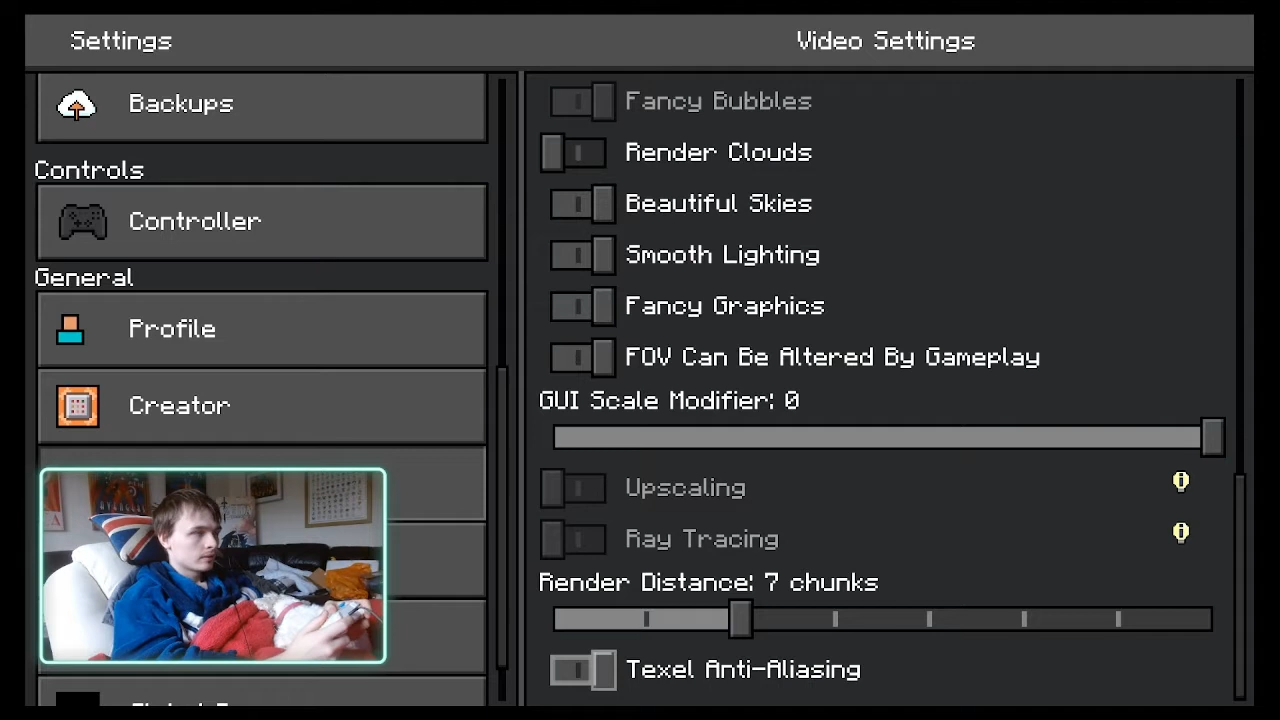 Settings
Video Settings
Backups
Controls
Controller
General
Profile
Creator
Fancy Bubbles
Render Clouds
Beautiful Skies
Smooth Lighting
Fancy Graphics
FOV Can Be Altered By Gameplay
GUI Scale Modifier: 0
Upscaling
Ray Tracing
Render Distance: 7 chunks
Texel Anti-Aliasing